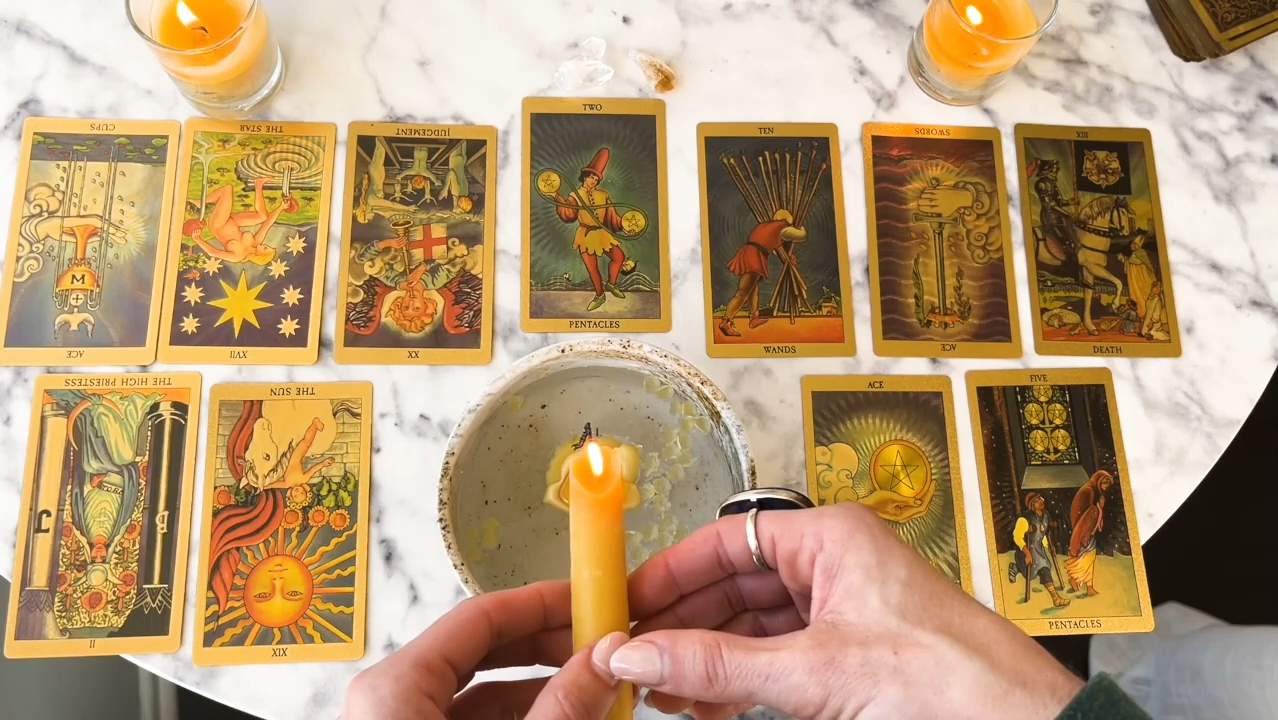 CUPS
W
ACE
THE STAR
XVII
JUDGEMENT
XX
TWO
PENTACLES
TEN
WANDS
SWORDS
ACE
XIII
DEATH
THE HIGH PRIESTESS
B
J
II
THE SUN
XIX
ACE
FIVE
PENTACLES